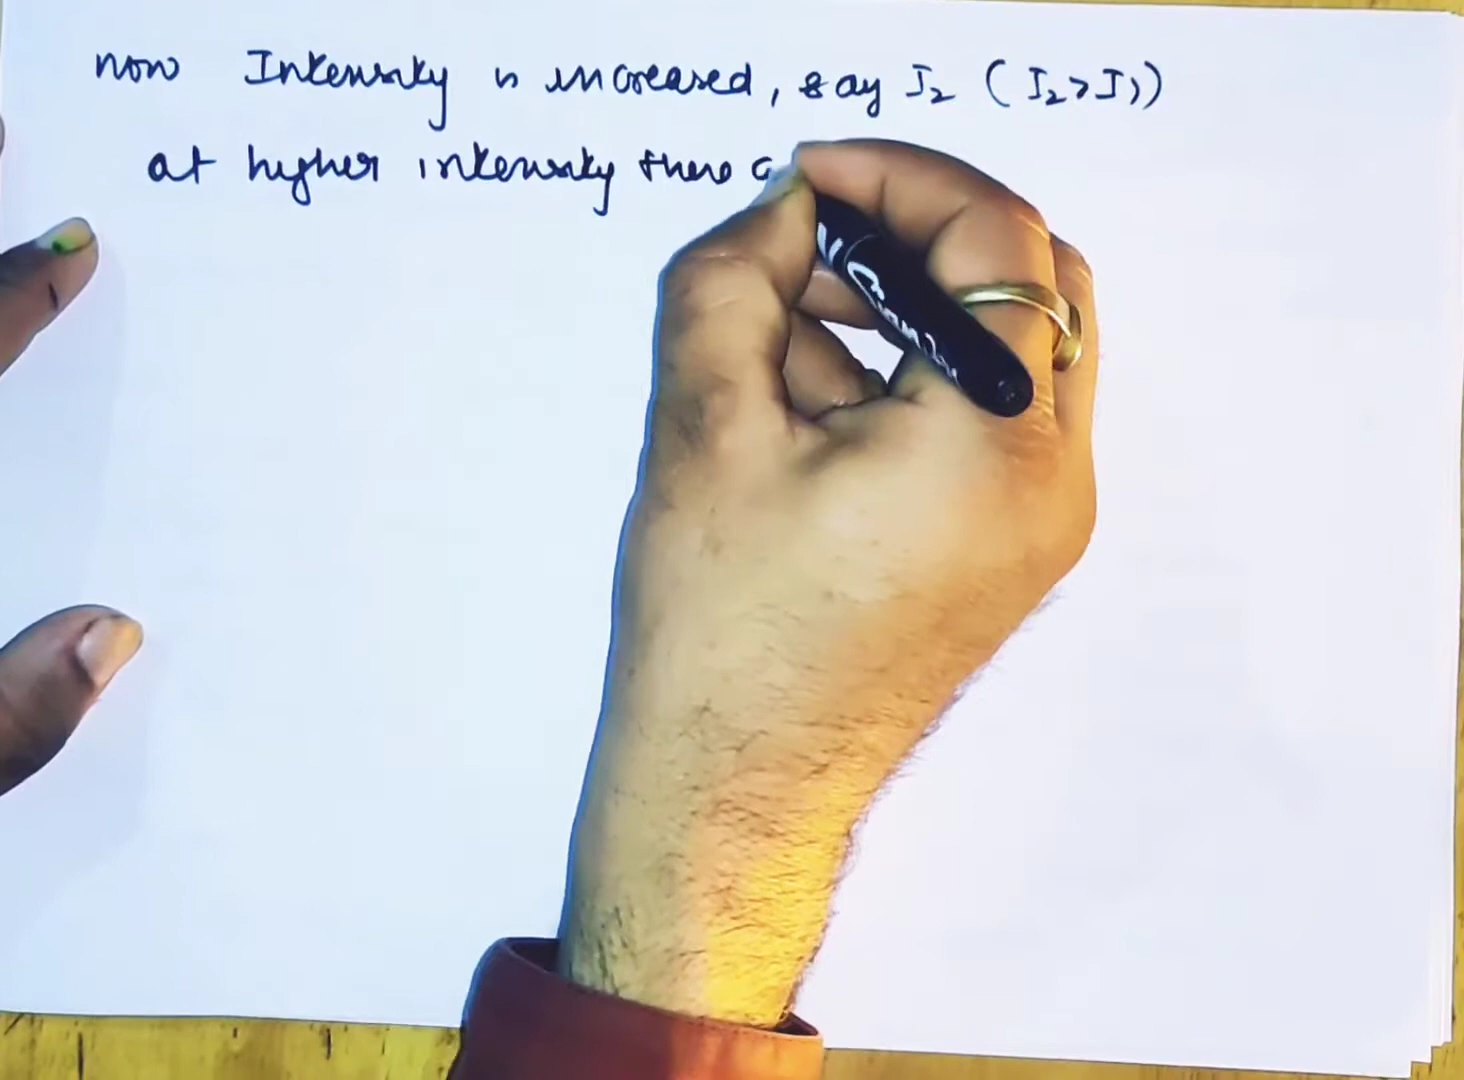 now Intensity is increased, say I₂ ( I₂>I₁)
at higher intensity there